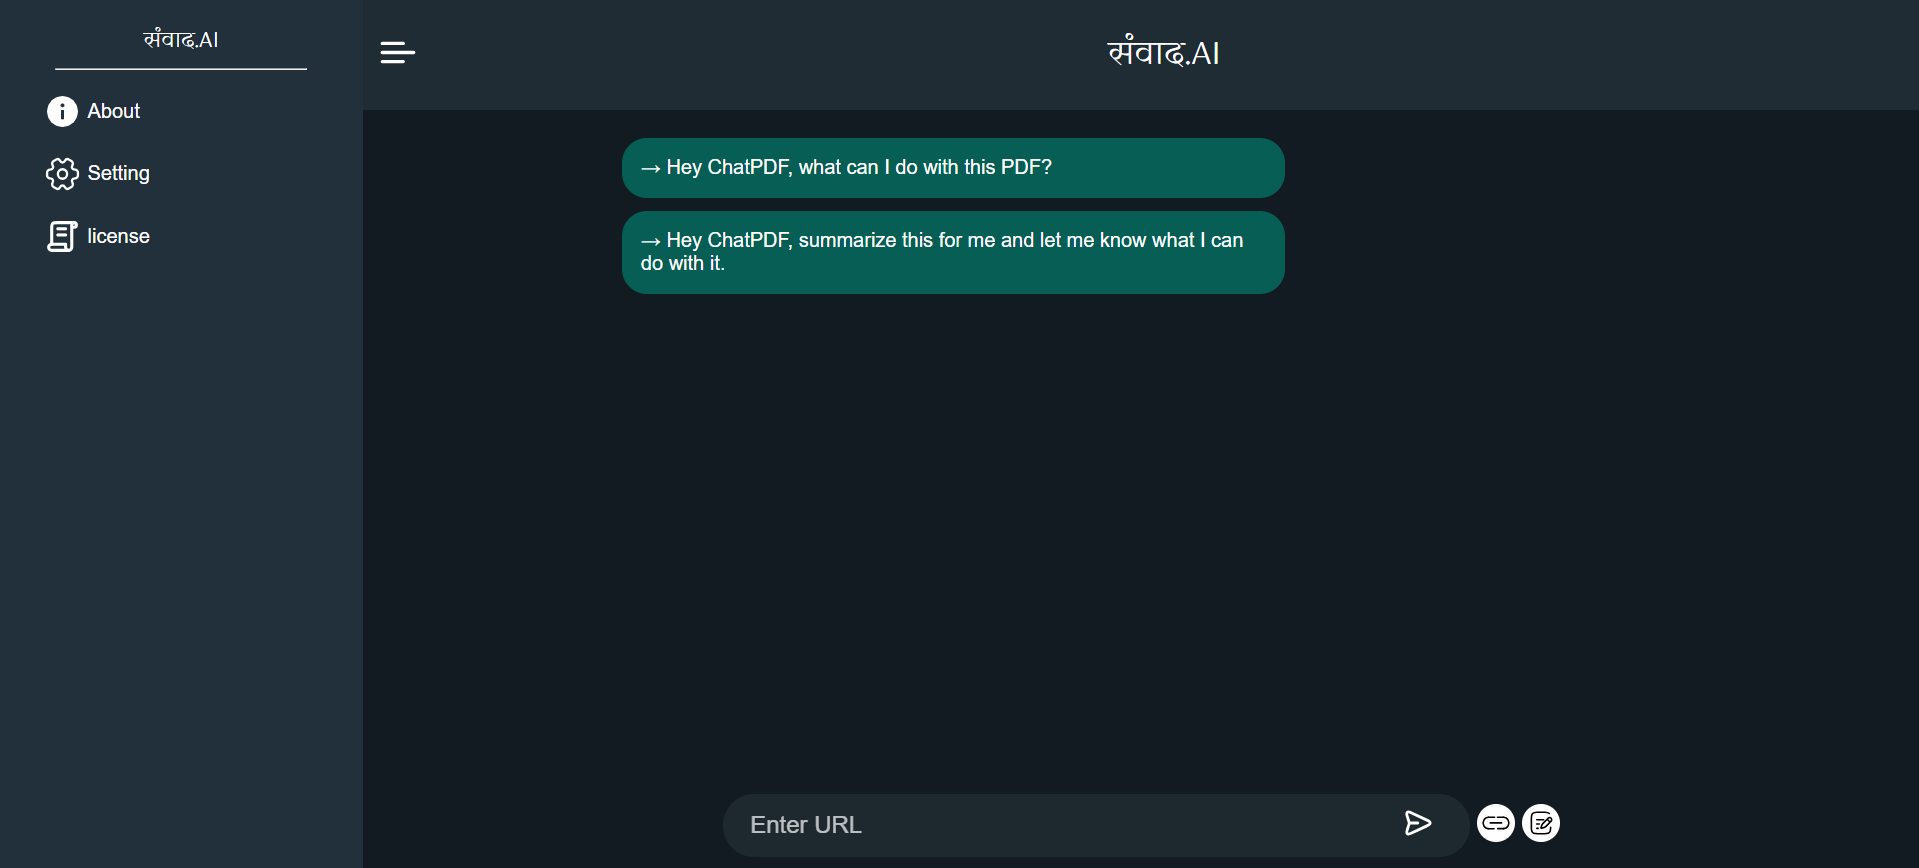 संवाद.AI
About
Setting
license
संवाद.AI
→ Hey ChatPDF, what can I do with this PDF?
→ Hey ChatPDF, summarize this for me and let me know what I can
do with it.
Enter URL